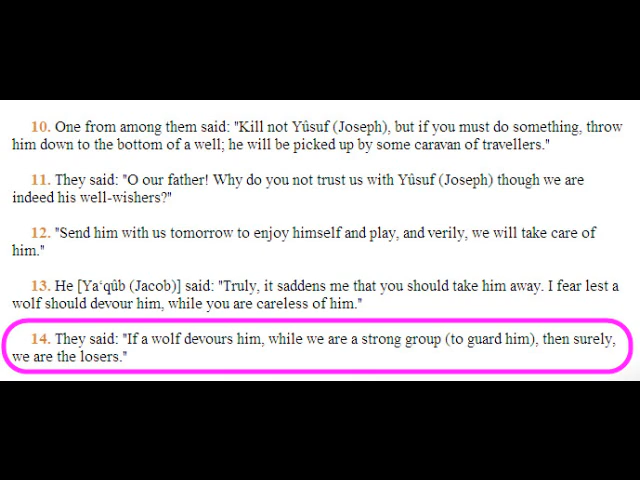 10. One from among them said: "Kill not Yûsuf (Joseph), but if you must do something, throw
him down to the bottom of a well; he will be picked up by some caravan of travellers."
11. They said: "O our father! Why do you not trust us with Yûsuf (Joseph) though we are
indeed his well-wishers?"
12. "Send him with us tomorrow to enjoy himself and play, and verily, we will take care of
him."
13. He [Ya‘qûb (Jacob)] said: "Truly, it saddens me that you should take him away. I fear lest a
wolf should devour him, while you are careless of him."
14. They said: "If a wolf devours him, while we are a strong group (to guard him), then surely,
we are the losers."